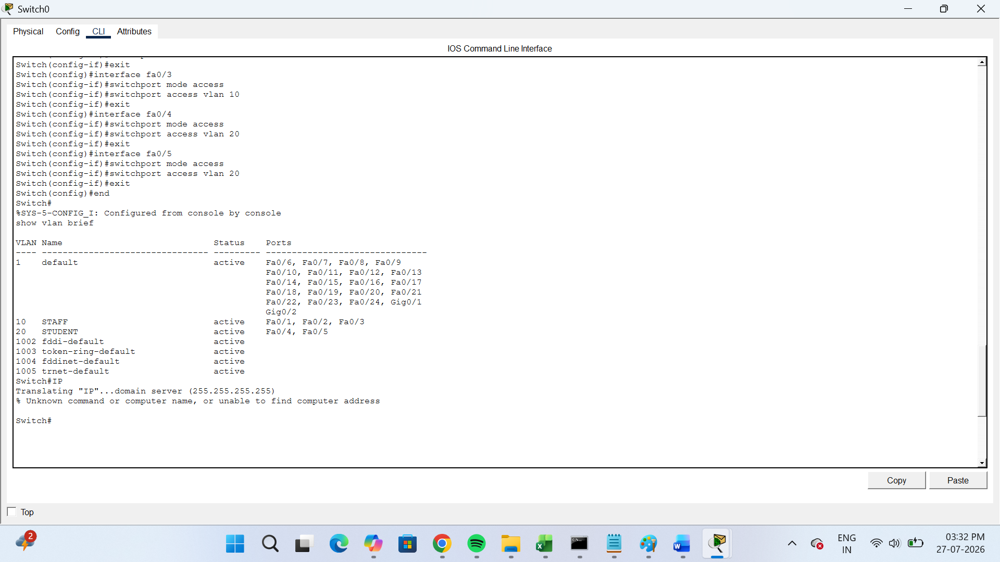 Switch0
Physical Config CLI Attributes
IOS Command Line Interface
Switch(config-if)#exit
Switch(config)#interface fa0/3
Switch(config-if)#switchport mode access
Switch(config-if)#switchport access vlan 10
Switch(config-if)#exit
Switch(config)#interface fa0/4
Switch(config-if)#switchport mode access
Switch(config-if)#switchport access vlan 20
Switch(config-if)#exit
Switch(config)#interface fa0/5
Switch(config-if)#switchport mode access
Switch(config-if)#switchport access vlan 20
Switch(config-if)#exit
Switch(config)#end
Switch#
%SYS-5-CONFIG_I: Configured from console by console
show vlan brief
VLAN Name Status Ports
---- -------------------------------- --------- -------------------------------
1 default active Fa0/6, Fa0/7, Fa0/8, Fa0/9
Fa0/10, Fa0/11, Fa0/12, Fa0/13
Fa0/14, Fa0/15, Fa0/16, Fa0/17
Fa0/18, Fa0/19, Fa0/20, Fa0/21
Fa0/22, Fa0/23, Fa0/24, Gig0/1
Gig0/2
10 STAFF active Fa0/1, Fa0/2, Fa0/3
20 STUDENT active Fa0/4, Fa0/5
1002 fddi-default active
1003 token-ring-default active
1004 fddinet-default active
1005 trnet-default active
Switch#IP
Translating "IP"...domain server (255.255.255.255)
% Unknown command or computer name, or unable to find computer address
Switch#
Copy Paste
Top
2
ENG
IN
03:32 PM
27-07-2026